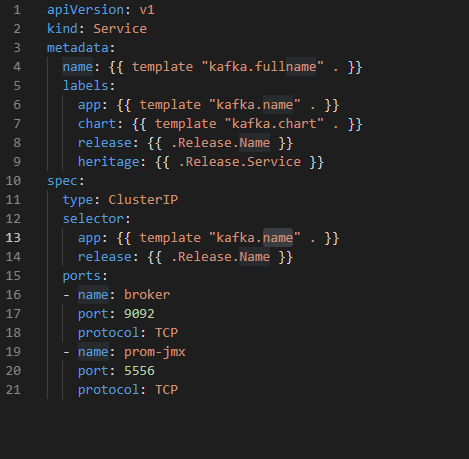 1 apiVersion: v1
2 kind: Service
3 metadata:
4   name: {{ template "kafka.fullname" . }}
5   labels:
6     app: {{ template "kafka.name" . }}
7     chart: {{ template "kafka.chart" . }}
8     release: {{ .Release.Name }}
9     heritage: {{ .Release.Service }}
10 spec:
11   type: ClusterIP
12   selector:
13     app: {{ template "kafka.name" . }}
14     release: {{ .Release.Name }}
15   ports:
16   - name: broker
17     port: 9092
18     protocol: TCP
19   - name: prom-jmx
20     port: 5556
21     protocol: TCP